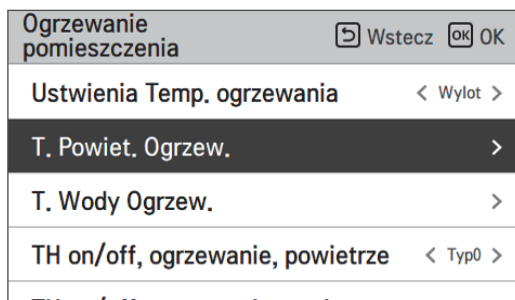 Ogrzewanie
pomieszczenia
Wstecz OK OK
Ustwienia Temp. ogrzewania < Wylot >
T. Powiet. Ogrzew. >
T. Wody Ogrzew. >
TH on/off, ogrzewanie, powietrze < Typ0 >